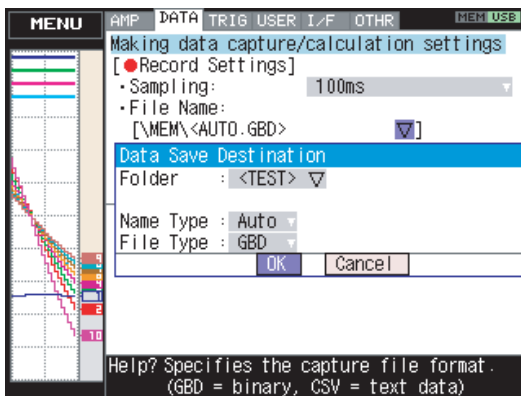 MENU
AMP DATA TRIG USER I/F OTHR MEM USB
Making data capture/calculation settings
[●Record Settings]
・Sampling: 100ms
・File Name:
[\MEM\<AUTO.GBD> ▽]
Data Save Destination
Folder : <TEST> ▽
Name Type : Auto
File Type : GBD
OK Cancel
2
10
Help? Specifies the capture file format.
(GBD = binary, CSV = text data)